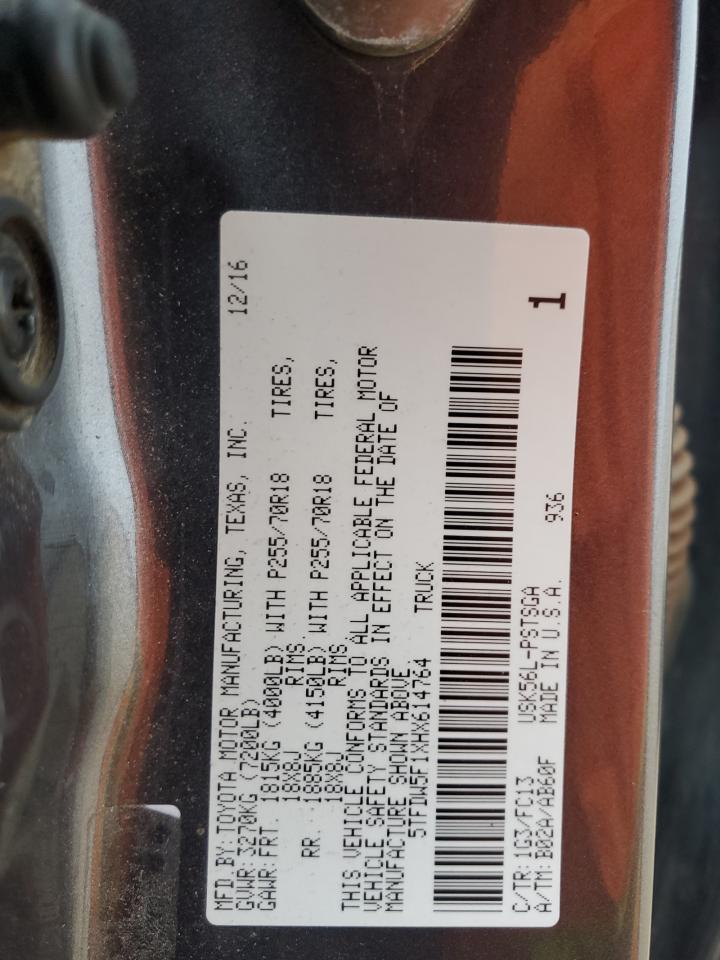 MFD.BY:TOYOTA MOTOR MANUFACTURING, TEXAS, INC. 12/16
GVWR:3270KG (7200LB)
GAWR:FRT. 1815KG (4000LB) WITH P255/70R18 TIRES,
18X8J RIMS,
RR. 1885KG (4150LB) WITH P255/70R18 TIRES,
18X8J RIMS
THIS VEHICLE CONFORMS TO ALL APPLICABLE FEDERAL MOTOR
VEHICLE SAFETY STANDARDS IN EFFECT ON THE DATE OF
MANUFACTURE SHOWN ABOVE.
5TFDW5F1XHX614764 TRUCK
C/TR:1G3/FC13 USK56L-PSTSGA
A/TM:B02A/AB60F MADE IN U.S.A. 936
1